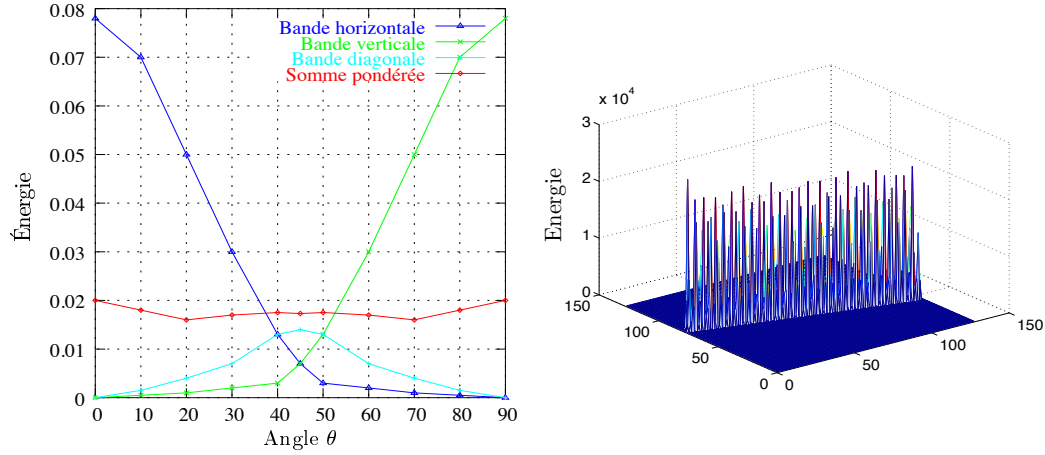 0.08
0.07
0.06
0.05
0.04
0.03
0.02
0.01
0
Énergie
Bande horizontale
Bande verticale
Bande diagonale
Somme pondérée
0 10 20 30 40 50 60 70 80 90
Angle θ
x 10^4
3
2
1
0
Energie
150
100
50
0
0
50
100
150